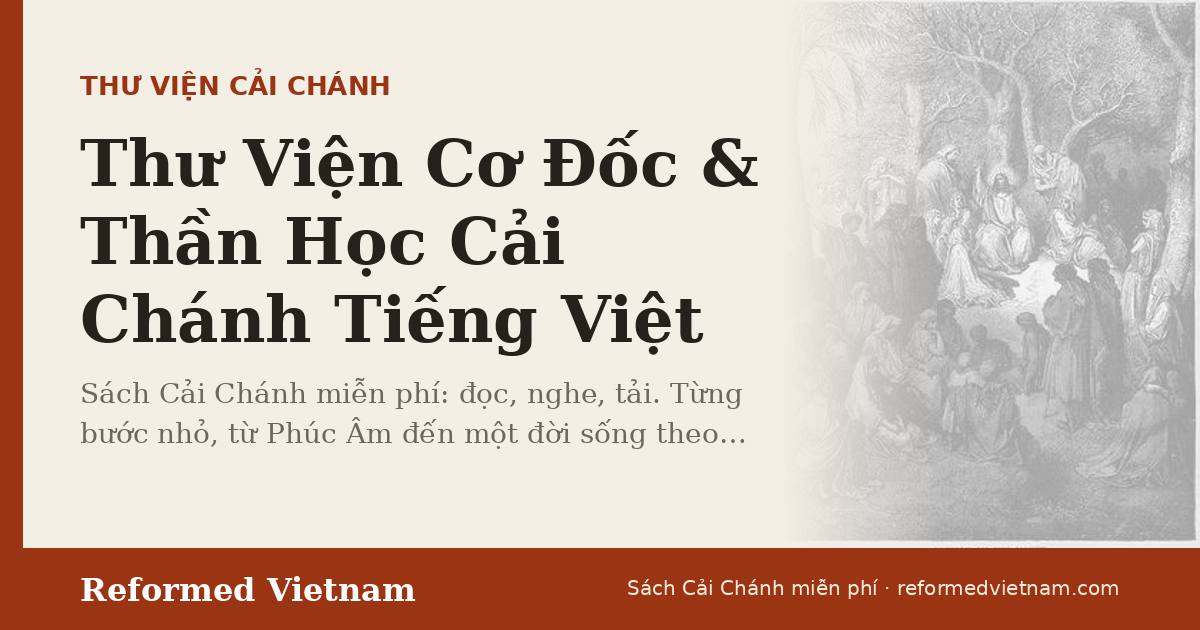 THƯ VIỆN CẢI CHÁNH
Thư Viện Cơ Đốc &
Thần Học Cải
Chánh Tiếng Việt
Sách Cải Chánh miễn phí: đọc, nghe, tải. Từng
bước nhỏ, từ Phúc Âm đến một đời sống theo...
Reformed Vietnam
Sách Cải Chánh miễn phí · reformedvietnam.com